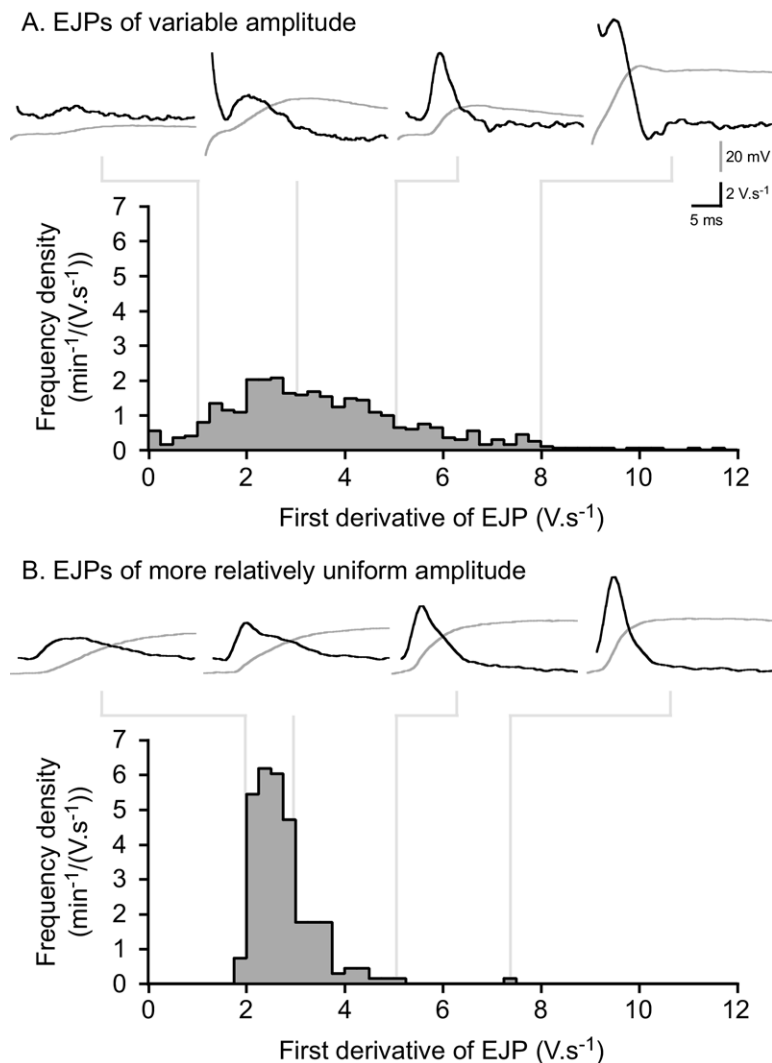 A. EJPs of variable amplitude
20 mV
2 V.s⁻¹
5 ms
Frequency density
(min⁻¹/(V.s⁻¹))
7
6
5
4
3
2
1
0
0 2 4 6 8 10 12
First derivative of EJP (V.s⁻¹)
B. EJPs of more relatively uniform amplitude
Frequency density
(min⁻¹/(V.s⁻¹))
7
6
5
4
3
2
1
0
0 2 4 6 8 10 12
First derivative of EJP (V.s⁻¹)